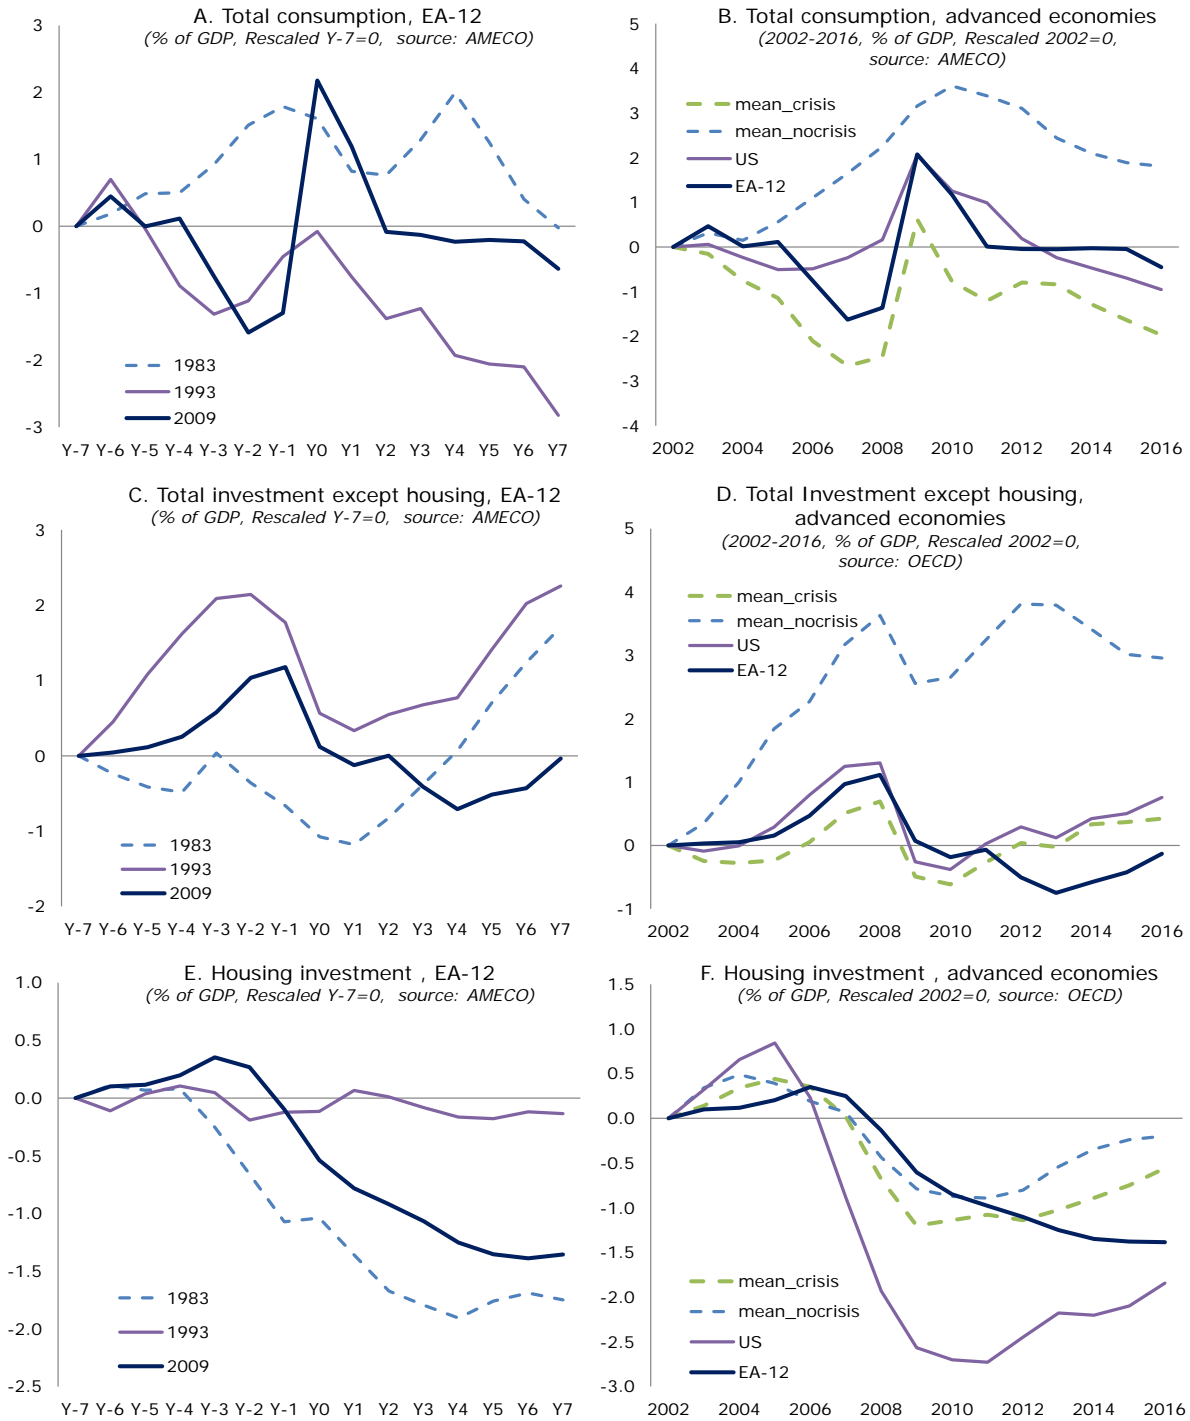 A. Total consumption, EA-12
(% of GDP, Rescaled Y-7=0, source: AMECO)
3
2
1
0
-1
-2
-3
1983
1993
2009
Y-7 Y-6 Y-5 Y-4 Y-3 Y-2 Y-1 Y0 Y1 Y2 Y3 Y4 Y5 Y6 Y7
B. Total consumption, advanced economies
(2002-2016, % of GDP, Rescaled 2002=0,
source: AMECO)
5
4
3
2
1
0
-1
-2
-3
-4
mean_crisis
mean_nocrisis
US
EA-12
2002 2004 2006 2008 2010 2012 2014 2016
C. Total investment except housing, EA-12
(% of GDP, Rescaled Y-7=0, source: AMECO)
3
2
1
0
-1
-2
1983
1993
2009
Y-7 Y-6 Y-5 Y-4 Y-3 Y-2 Y-1 Y0 Y1 Y2 Y3 Y4 Y5 Y6 Y7
D. Total Investment except housing,
advanced economies
(2002-2016, % of GDP, Rescaled 2002=0,
source: OECD)
5
4
3
2
1
0
-1
mean_crisis
mean_nocrisis
US
EA-12
2002 2004 2006 2008 2010 2012 2014 2016
E. Housing investment , EA-12
(% of GDP, Rescaled Y-7=0, source: AMECO)
1.0
0.5
0.0
-0.5
-1.0
-1.5
-2.0
-2.5
1983
1993
2009
Y-7 Y-6 Y-5 Y-4 Y-3 Y-2 Y-1 Y0 Y1 Y2 Y3 Y4 Y5 Y6 Y7
F. Housing investment , advanced economies
(% of GDP, Rescaled 2002=0, source: OECD)
1.5
1.0
0.5
0.0
-0.5
-1.0
-1.5
-2.0
-2.5
-3.0
mean_crisis
mean_nocrisis
US
EA-12
2002 2004 2006 2008 2010 2012 2014 2016